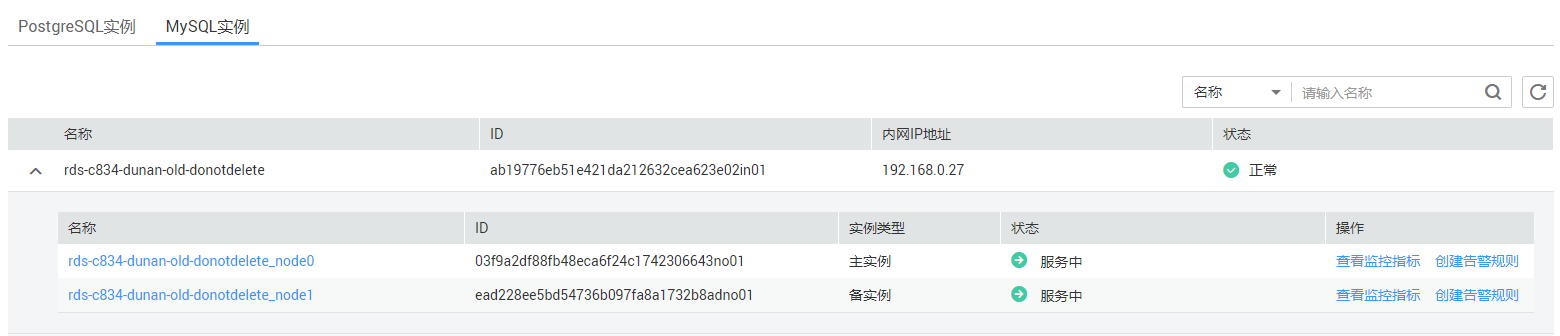 PostgreSQL实例 MySQL实例
名称 请输入名称
名称 ID 内网IP地址 状态
rds-c834-dunan-old-donotdelete ab19776eb51e421da212632cea623e02in01 192.168.0.27 正常
名称 ID 实例类型 状态 操作
rds-c834-dunan-old-donotdelete_node0 03f9a2df88fb48eca6f24c1742306643no01 主实例 服务中 查看监控指标 创建告警规则
rds-c834-dunan-old-donotdelete_node1 ead228ee5bd54736b097fa8a1732b8adno01 备实例 服务中 查看监控指标 创建告警规则